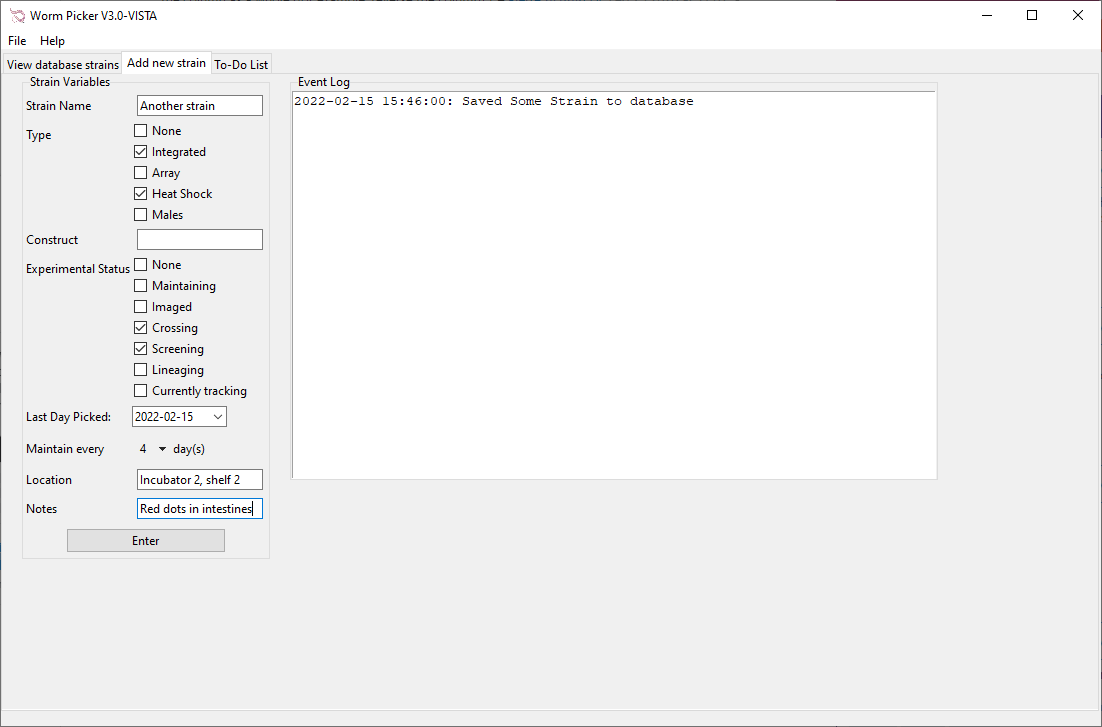 Worm Picker V3.0-VISTA
File Help
View database strains Add new strain To-Do List
Strain Variables
Strain Name Another strain
Type
None
Integrated
Array
Heat Shock
Males
Construct
Experimental Status
None
Maintaining
Imaged
Crossing
Screening
Lineaging
Currently tracking
Last Day Picked: 2022-02-15
Maintain every 4 day(s)
Location Incubator 2, shelf 2
Notes Red dots in intestines
Enter
Event Log
2022-02-15 15:46:00: Saved Some Strain to database